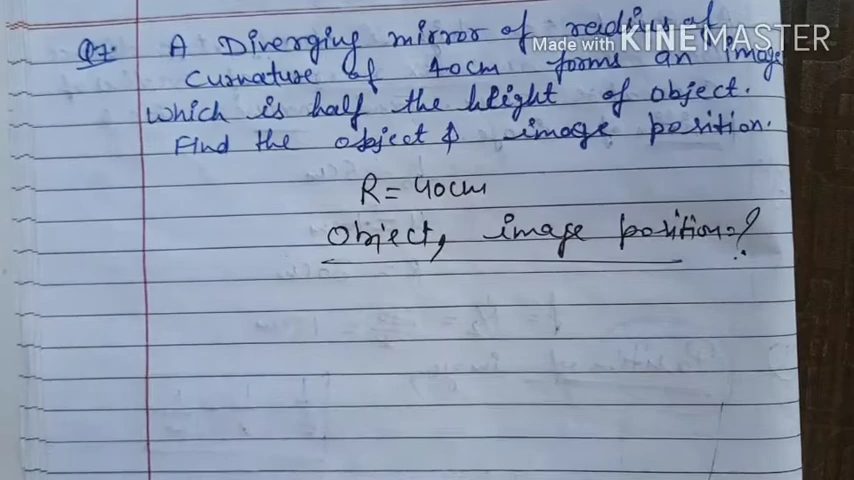 Q7. A Diverging mirror of radius of
Made with KINEMASTER
Curnature of 40cm forms an image
which is half the height of object.
Find the object & image position.
R = 40cm
Object, image position=?